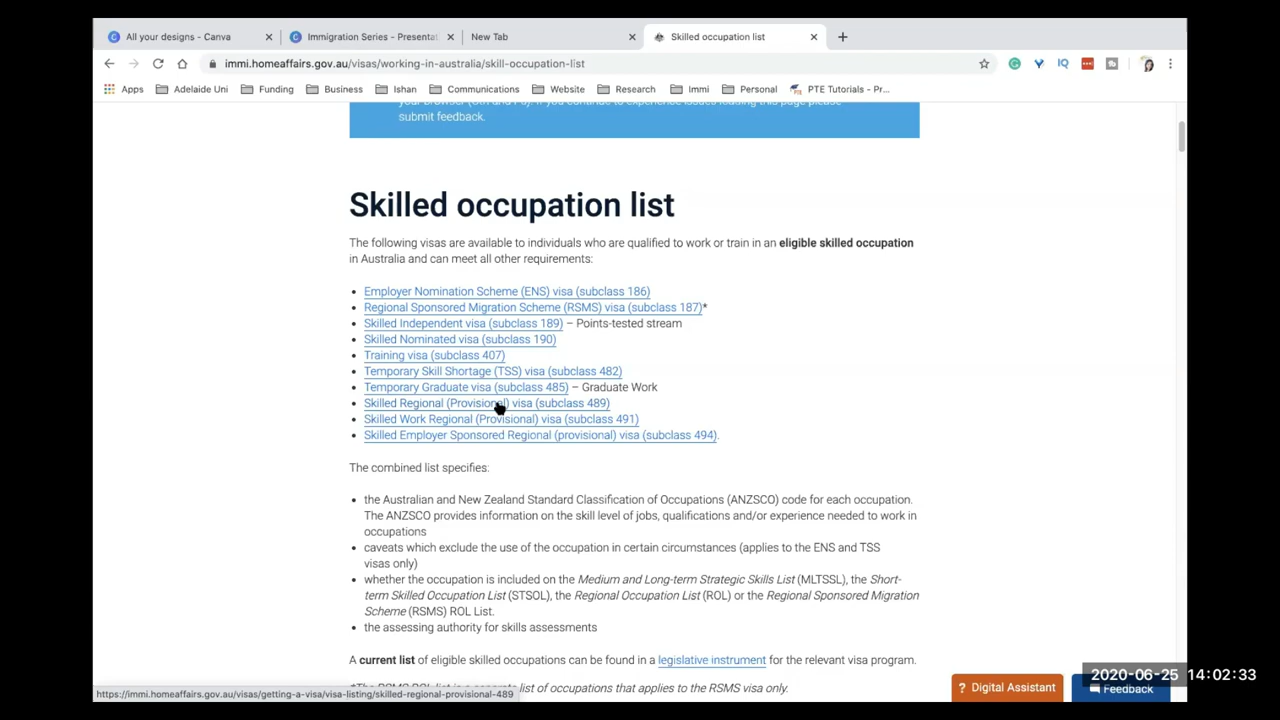 All your designs - Canva
Immigration Series - Presentat
New Tab
Skilled occupation list
immi.homeaffairs.gov.au/visas/working-in-australia/skill-occupation-list
Apps Adelaide Uni Funding Business Ishan Communications Website Research Immi Personal PTE Tutorials - Pr...
submit feedback.
Skilled occupation list
The following visas are available to individuals who are qualified to work or train in an eligible skilled occupation
in Australia and can meet all other requirements:
• Employer Nomination Scheme (ENS) visa (subclass 186)
• Regional Sponsored Migration Scheme (RSMS) visa (subclass 187)*
• Skilled Independent visa (subclass 189) – Points-tested stream
• Skilled Nominated visa (subclass 190)
• Training visa (subclass 407)
• Temporary Skill Shortage (TSS) visa (subclass 482)
• Temporary Graduate visa (subclass 485) – Graduate Work
• Skilled Regional (Provisional) visa (subclass 489)
• Skilled Work Regional (Provisional) visa (subclass 491)
• Skilled Employer Sponsored Regional (provisional) visa (subclass 494).
The combined list specifies:
• the Australian and New Zealand Standard Classification of Occupations (ANZSCO) code for each occupation.
The ANZSCO provides information on the skill level of jobs, qualifications and/or experience needed to work in
occupations
• caveats which exclude the use of the occupation in certain circumstances (applies to the ENS and TSS
visas only)
• whether the occupation is included on the Medium and Long-term Strategic Skills List (MLTSSL), the Short-
term Skilled Occupation List (STSOL), the Regional Occupation List (ROL) or the Regional Sponsored Migration
Scheme (RSMS) ROL List.
• the assessing authority for skills assessments
A current list of eligible skilled occupations can be found in a legislative instrument for the relevant visa program.
list of occupations that applies to the RSMS visa only.
https://immi.homeaffairs.gov.au/visas/getting-a-visa/visa-listing/skilled-regional-provisional-489
? Digital Assistant
Feedback
2020-06-25 14:02:33